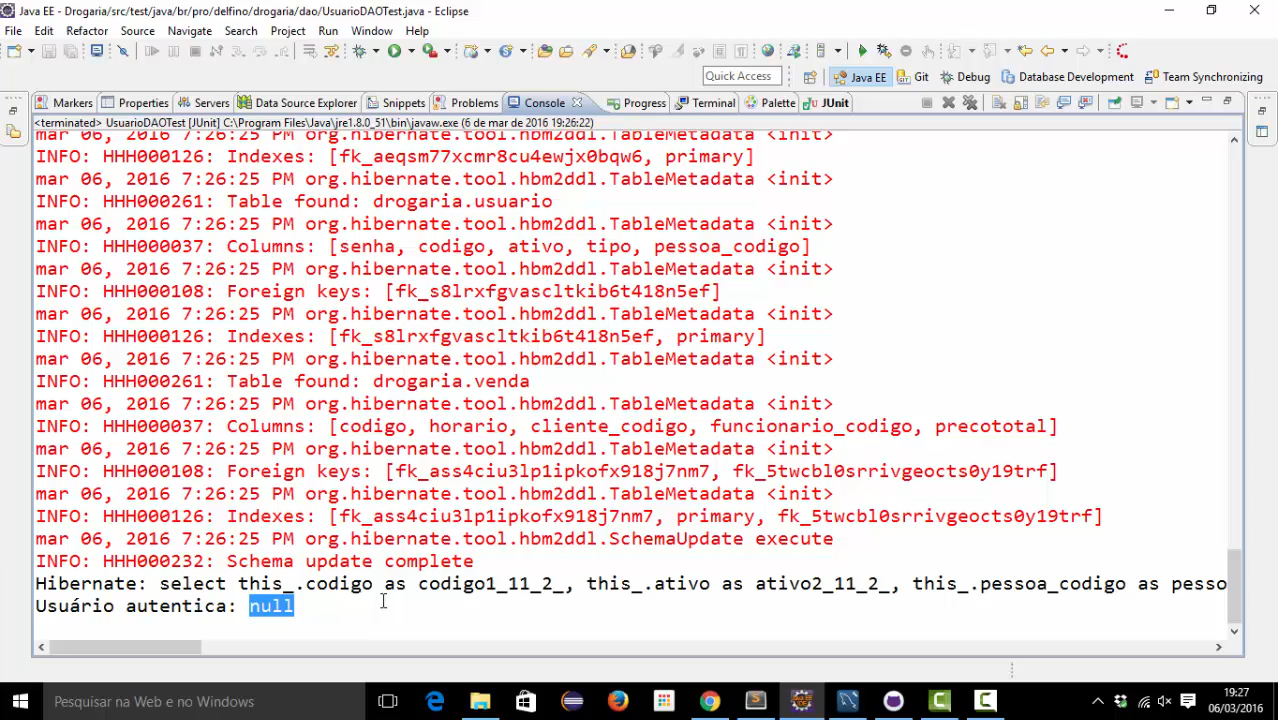 Java EE - Drogaria/src/test/java/br/pro/delfino/drogaria/dao/UsuarioDAOTest.java - Eclipse
File Edit Refactor Source Navigate Search Project Run Window Help
Quick Access Java EE Git Debug Database Development Team Synchronizing
Markers Properties Servers Data Source Explorer Snippets Problems Console Progress Terminal Palette JUnit
<terminated> UsuarioDAOTest [JUnit] C:\Program Files\Java\jre1.8.0_51\bin\javaw.exe (6 de mar de 2016 19:26:22)
mar 06, 2016 7:26:25 PM org.hibernate.tool.hbm2ddl.TableMetadata <init>
INFO: HHH000126: Indexes: [fk_aeqsm77xcmr8cu4ewjx0bqw6, primary]
mar 06, 2016 7:26:25 PM org.hibernate.tool.hbm2ddl.TableMetadata <init>
INFO: HHH000261: Table found: drogaria.usuario
mar 06, 2016 7:26:25 PM org.hibernate.tool.hbm2ddl.TableMetadata <init>
INFO: HHH000037: Columns: [senha, codigo, ativo, tipo, pessoa_codigo]
mar 06, 2016 7:26:25 PM org.hibernate.tool.hbm2ddl.TableMetadata <init>
INFO: HHH000108: Foreign keys: [fk_s8lrxfgvascltkib6t418n5ef]
mar 06, 2016 7:26:25 PM org.hibernate.tool.hbm2ddl.TableMetadata <init>
INFO: HHH000126: Indexes: [fk_s8lrxfgvascltkib6t418n5ef, primary]
mar 06, 2016 7:26:25 PM org.hibernate.tool.hbm2ddl.TableMetadata <init>
INFO: HHH000261: Table found: drogaria.venda
mar 06, 2016 7:26:25 PM org.hibernate.tool.hbm2ddl.TableMetadata <init>
INFO: HHH000037: Columns: [codigo, horario, cliente_codigo, funcionario_codigo, precototal]
mar 06, 2016 7:26:25 PM org.hibernate.tool.hbm2ddl.TableMetadata <init>
INFO: HHH000108: Foreign keys: [fk_ass4ciu3lp1ipkofx918j7nm7, fk_5twcbl0srrivgeocts0y19trf]
mar 06, 2016 7:26:25 PM org.hibernate.tool.hbm2ddl.TableMetadata <init>
INFO: HHH000126: Indexes: [fk_ass4ciu3lp1ipkofx918j7nm7, primary, fk_5twcbl0srrivgeocts0y19trf]
mar 06, 2016 7:26:25 PM org.hibernate.tool.hbm2ddl.SchemaUpdate execute
INFO: HHH000232: Schema update complete
Hibernate: select this_.codigo as codigo1_11_2_, this_.ativo as ativo2_11_2_, this_.pessoa_codigo as pesso
Usuário autentica: null
Pesquisar na Web e no Windows
19:27
06/03/2016